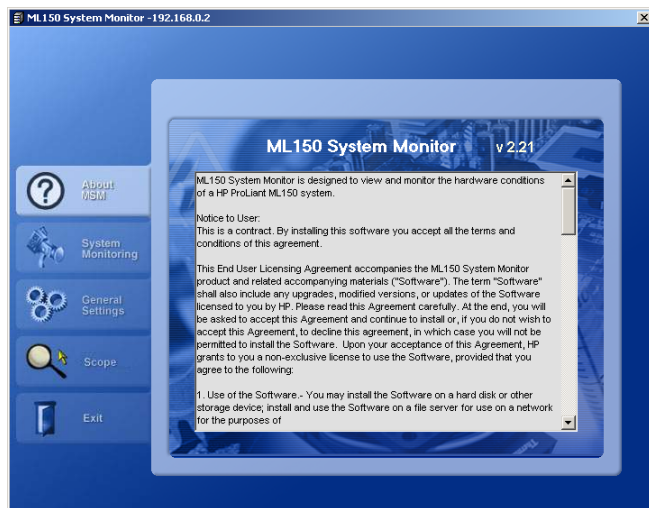 ML150 System Monitor -192.168.0.2
ML150 System Monitor v 2.21
About
MSM
System
Monitoring
General
Settings
Scope
Exit
ML150 System Monitor is designed to view and monitor the hardware conditions
of a HP ProLiant ML150 system.
Notice to User:
This is a contract. By installing this software you accept all the terms and
conditions of this agreement.
This End User Licensing Agreement accompanies the ML150 System Monitor
product and related accompanying materials ("Software"). The term "Software"
shall also include any upgrades, modified versions, or updates of the Software
licensed to you by HP. Please read this Agreement carefully. At the end, you will
be asked to accept this Agreement and continue to install or, if you do not wish to
accept this Agreement, to decline this agreement, in which case you will not be
permitted to install the Software. Upon your acceptance of this Agreement, HP
grants to you a non-exclusive license to use the Software, provided that you
agree to the following:
1. Use of the Software.- You may install the Software on a hard disk or other
storage device; install and use the Software on a file server for use on a network
for the purposes of